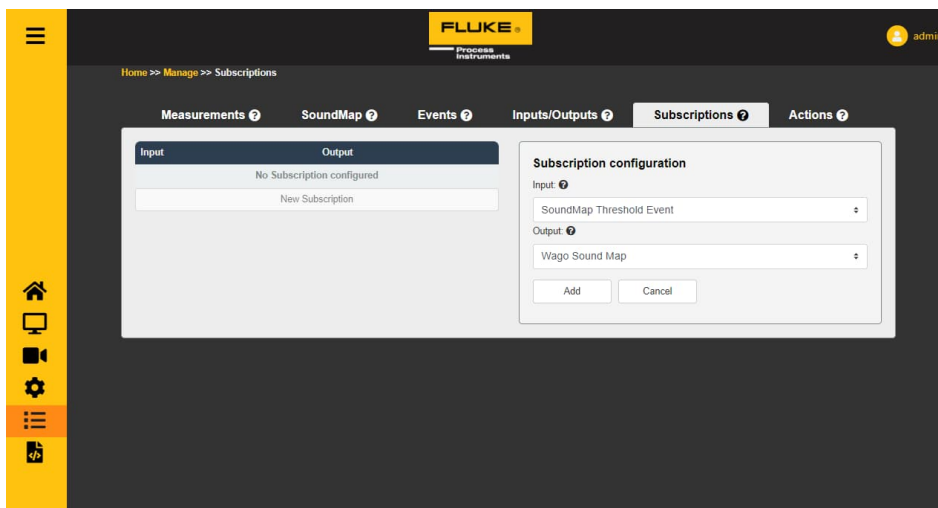 FLUKE®
Process
Instruments
admi
Home >> Manage >> Subscriptions
Measurements ? SoundMap ? Events ? Inputs/Outputs ? Subscriptions ? Actions ?
Input Output
No Subscription configured
New Subscription
Subscription configuration
Input: ?
SoundMap Threshold Event
Output: ?
Wago Sound Map
Add Cancel